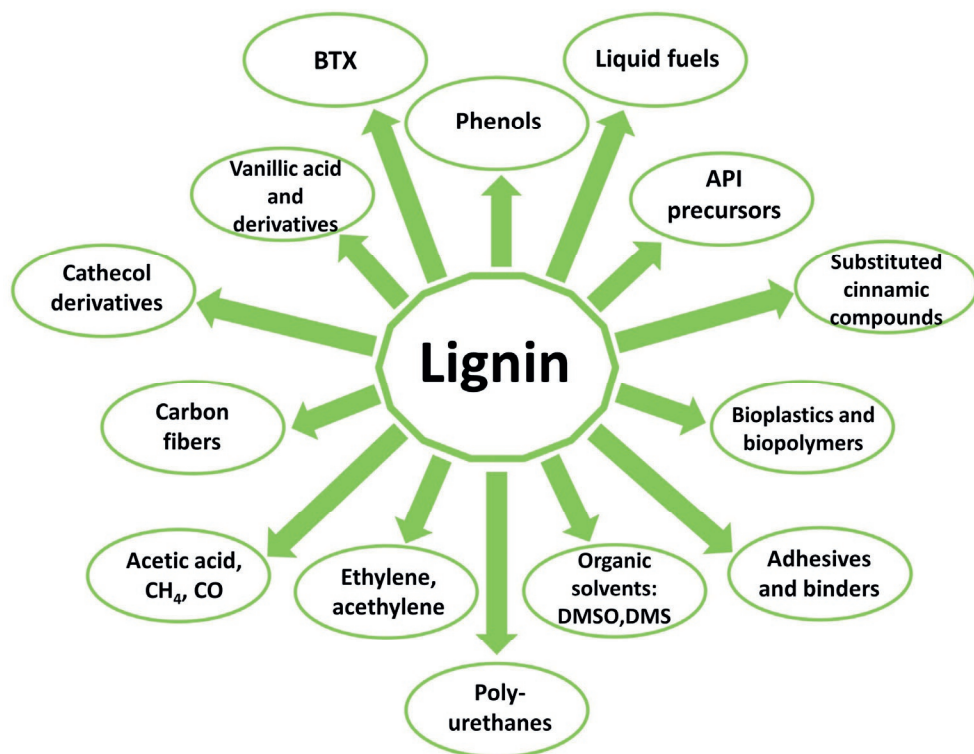 BTX
Liquid fuels
Phenols
Vanillic acid
and
derivatives
API
precursors
Cathecol
derivatives
Substituted
cinnamic
compounds
Lignin
Carbon
fibers
Bioplastics and
biopolymers
Acetic acid,
CH₄, CO
Ethylene,
acethylene
Organic
solvents:
DMSO,DMS
Adhesives
and binders
Poly-
urethanes